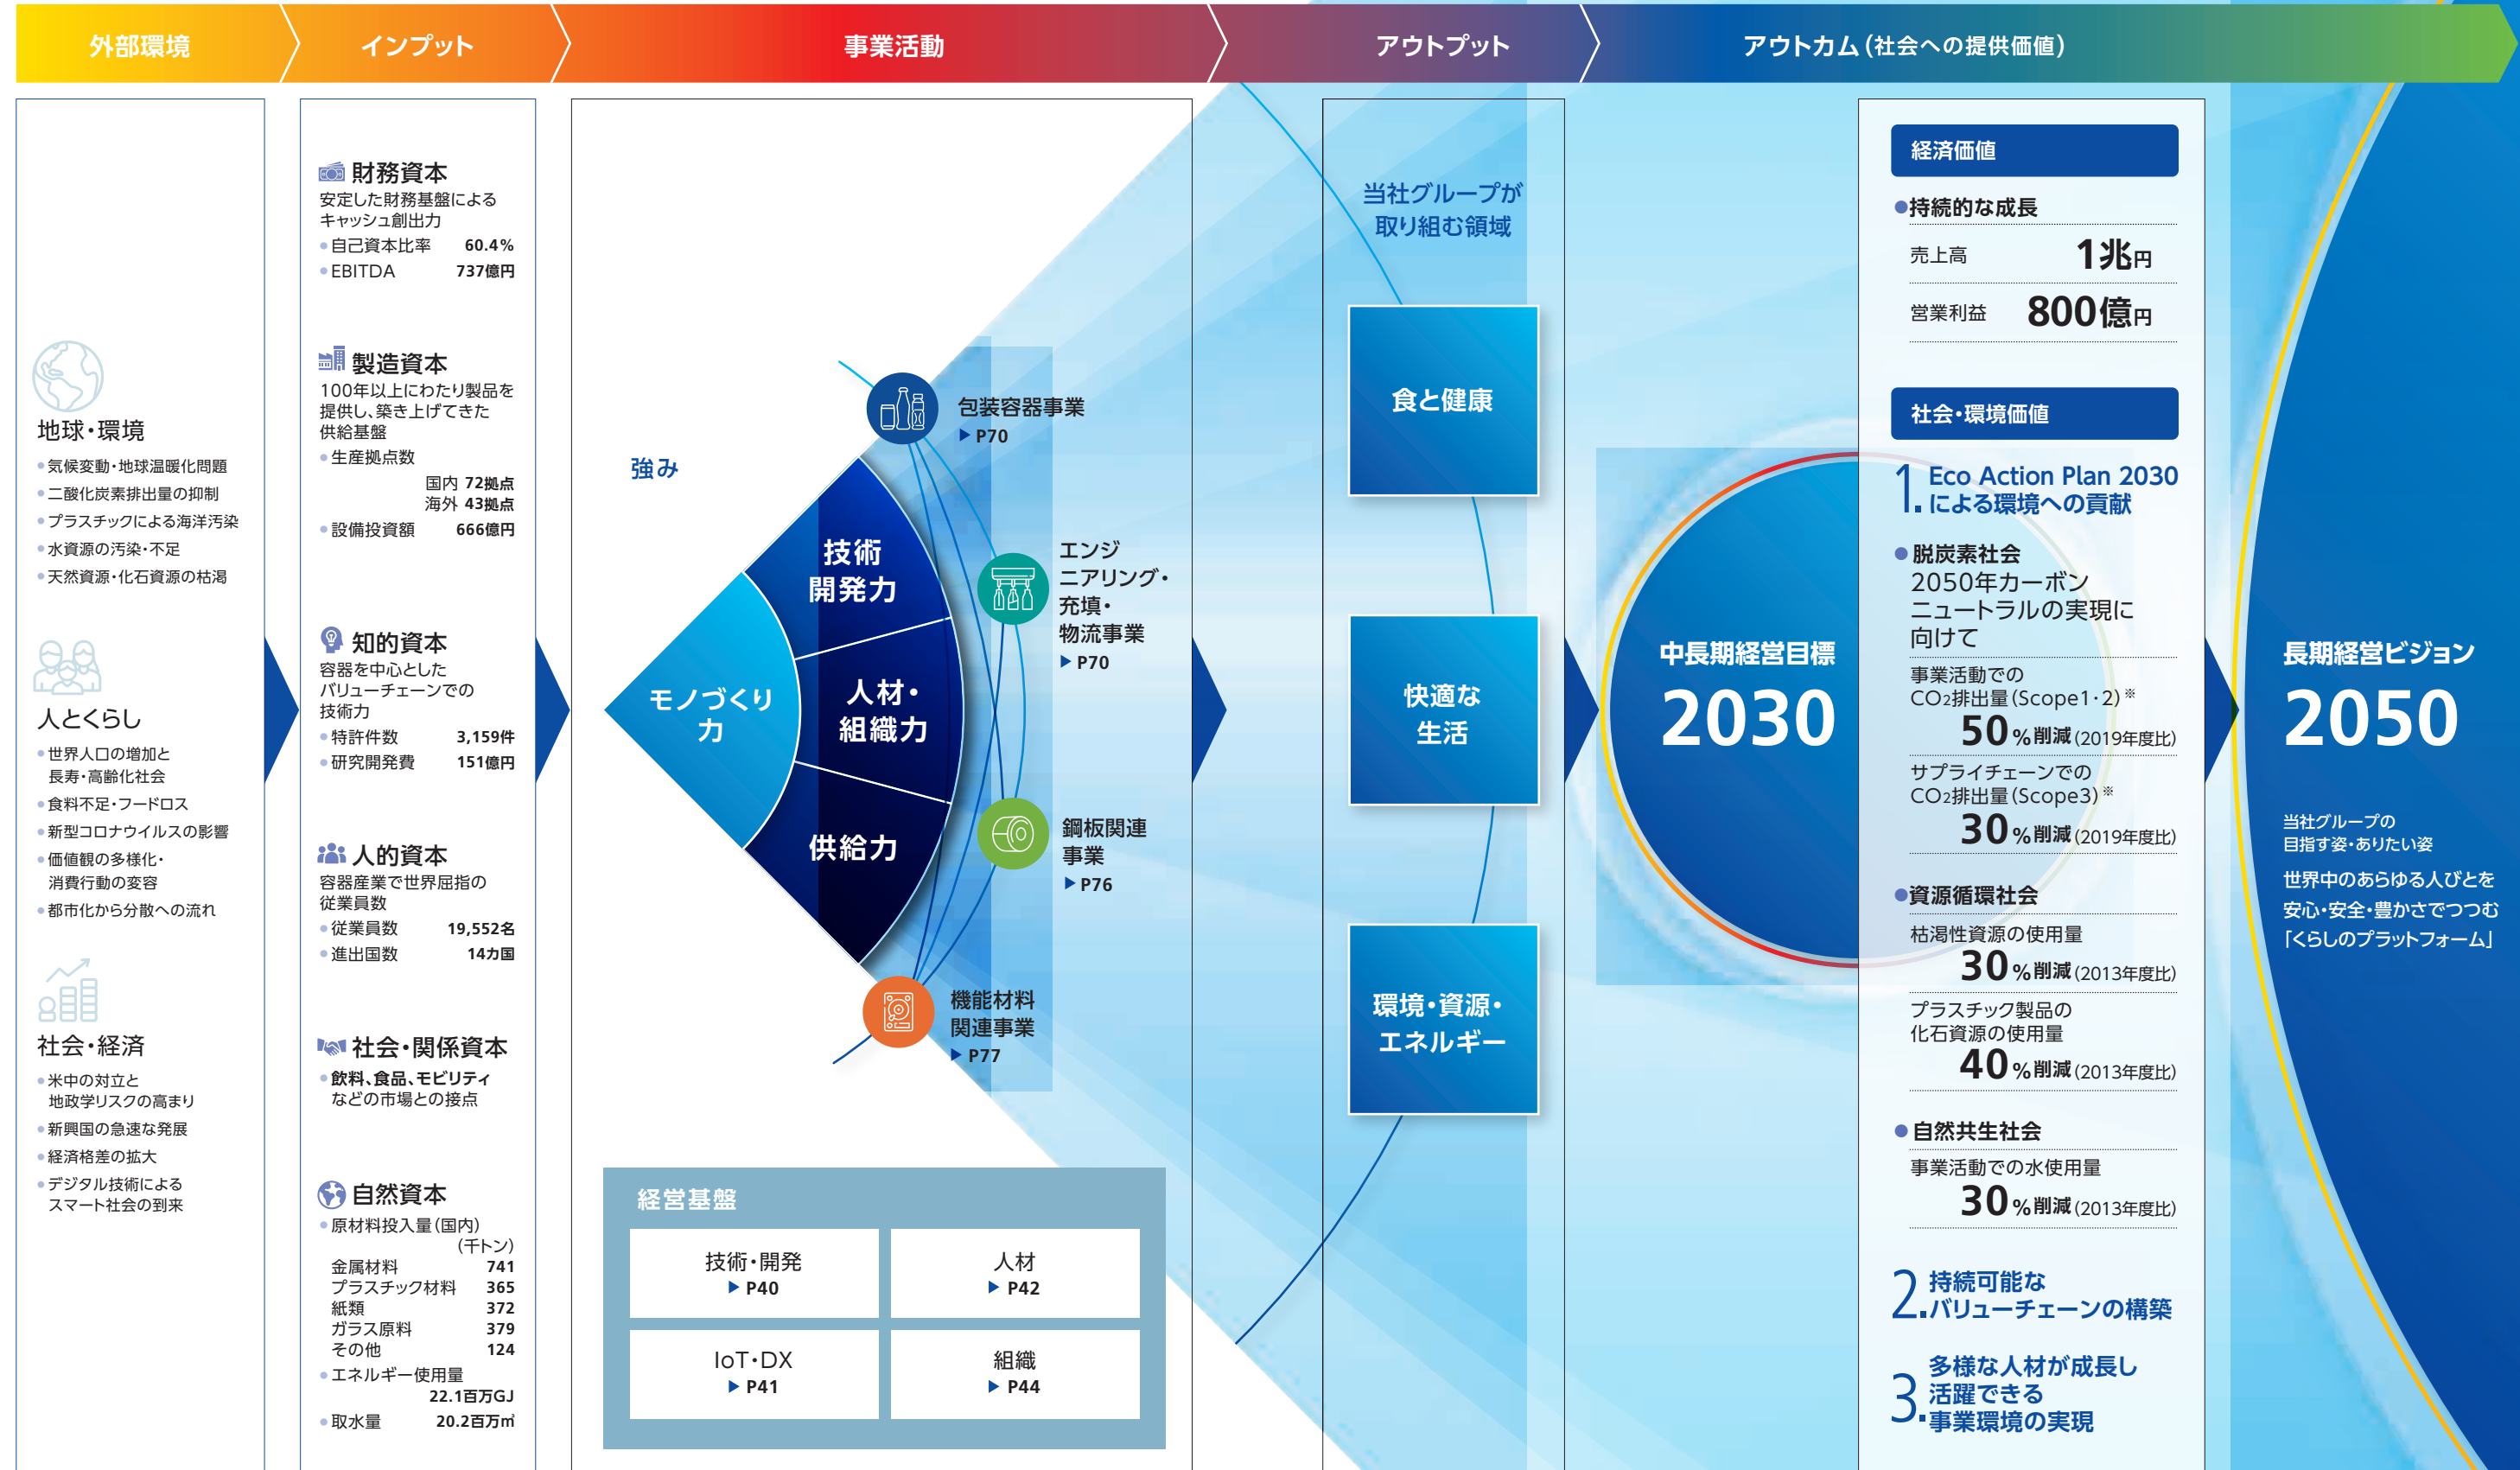 外部環境
インプット
事業活動
アウトプット
アウトカム(社会への提供価値)
地球・環境
●気候変動・地球温暖化問題
●二酸化炭素排出量の抑制
●プラスチックによる海洋汚染
●水資源の汚染・不足
●天然資源・化石資源の枯渇
人とくらし
●世界人口の増加と
長寿・高齢化社会
●食料不足・フードロス
●新型コロナウイルスの影響
●価値観の多様化・
消費行動の変容
●都市化から分散への流れ
社会・経済
●米中の対立と
地政学リスクの高まり
●新興国の急速な発展
●経済格差の拡大
●デジタル技術による
スマート社会の到来
財務資本
安定した財務基盤による
キャッシュ創出力
●自己資本比率 60.4%
●EBITDA 737億円
製造資本
100年以上にわたり製品を
提供し、築き上げてきた
供給基盤
●生産拠点数
国内 72拠点
海外 43拠点
●設備投資額 666億円
知的資本
容器を中心とした
バリューチェーンでの
技術力
●特許件数 3,159件
●研究開発費 151億円
人的資本
容器産業で世界屈指の
従業員数
●従業員数 19,552名
●進出国数 14カ国
社会・関係資本
●飲料、食品、モビリティ
などの市場との接点
自然資本
●原材料投入量(国内)
(千トン)
金属材料 741
プラスチック材料 365
紙類 372
ガラス原料 379
その他 124
●エネルギー使用量
22.1百万GJ
●取水量 20.2百万㎥
強み
モノづくり
力
技術
開発力
人材・
組織力
供給力
包装容器事業
▶ P70
エンジ
ニアリング・
充填・
物流事業
▶ P70
鋼板関連
事業
▶ P76
機能材料
関連事業
▶ P77
経営基盤
技術・開発
▶ P40
人材
▶ P42
IoT・DX
▶ P41
組織
▶ P44
当社グループが
取り組む領域
食と健康
快適な
生活
環境・資源・
エネルギー
中長期経営目標
2030
経済価値
●持続的な成長
売上高 1兆円
営業利益 800億円
社会・環境価値
1. Eco Action Plan 2030
による環境への貢献
●脱炭素社会
2050年カーボン
ニュートラルの実現に
向けて
事業活動での
CO2排出量(Scope1・2)※
50%削減(2019年度比)
サプライチェーンでの
CO2排出量(Scope3)※
30%削減(2019年度比)
●資源循環社会
枯渇性資源の使用量
30%削減(2013年度比)
プラスチック製品の
化石資源の使用量
40%削減(2013年度比)
●自然共生社会
事業活動での水使用量
30%削減(2013年度比)
2. 持続可能な
バリューチェーンの構築
3. 多様な人材が成長し
活躍できる
事業環境の実現
長期経営ビジョン
2050
当社グループの
目指す姿・ありたい姿
世界中のあらゆる人びとを
安心・安全・豊かさでつつむ
「くらしのプラットフォーム」